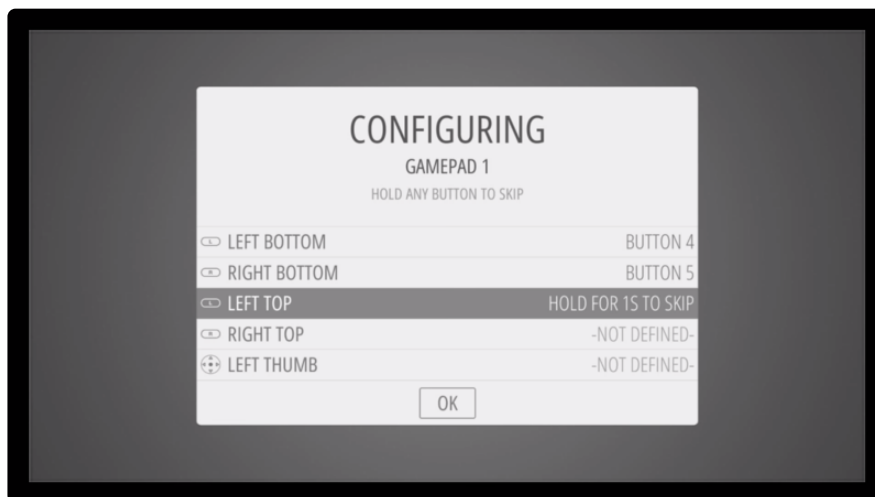 CONFIGURING
GAMEPAD 1
HOLD ANY BUTTON TO SKIP
LEFT BOTTOM BUTTON 4
RIGHT BOTTOM BUTTON 5
LEFT TOP HOLD FOR 1S TO SKIP
RIGHT TOP -NOT DEFINED-
LEFT THUMB -NOT DEFINED-
OK